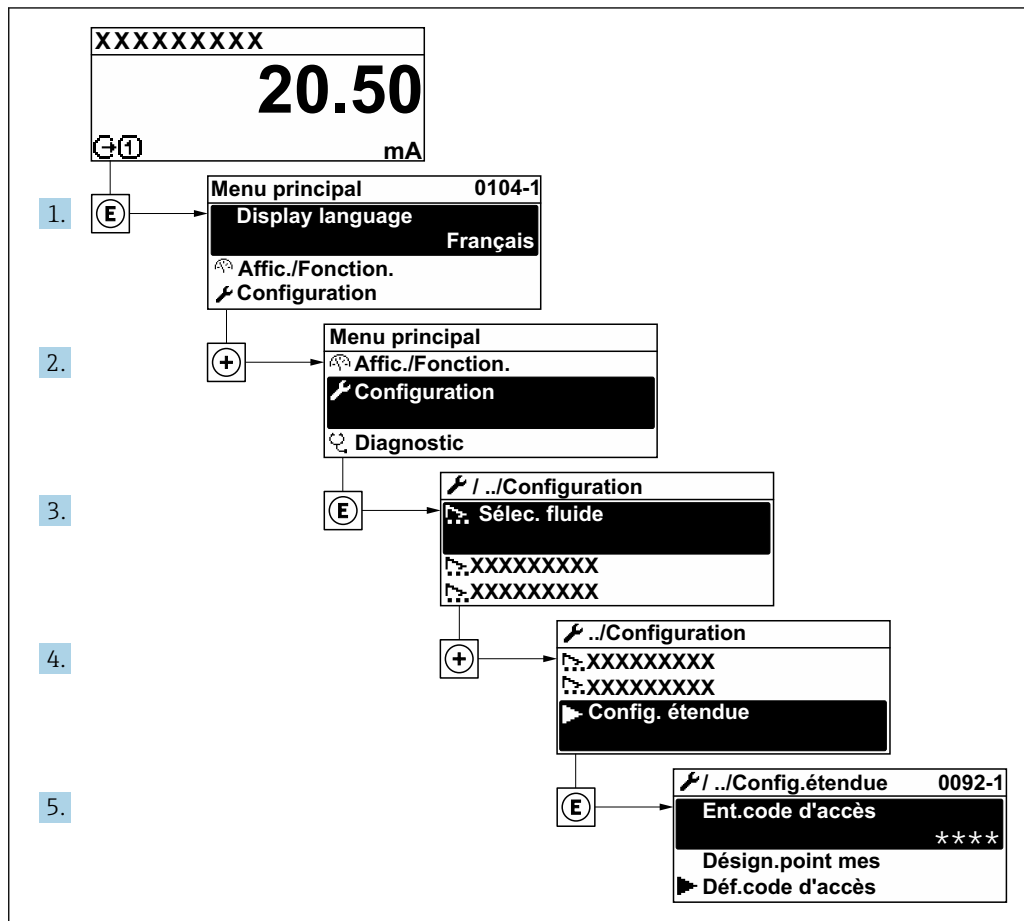 XXXXXXXXX
20.50
mA
1.
E
Menu principal 0104-1
Display language
Français
Affic./Fonction.
Configuration
2.
+
Menu principal
Affic./Fonction.
Configuration
Diagnostic
3.
E
/ ../Configuration
Sélec. fluide
XXXXXXXXX
XXXXXXXXX
4.
+
../Configuration
XXXXXXXXX
XXXXXXXXX
Config. étendue
5.
E
/ ../Config.étendue 0092-1
Ent.code d'accès
****
Désign.point mes
Déf.code d'accès